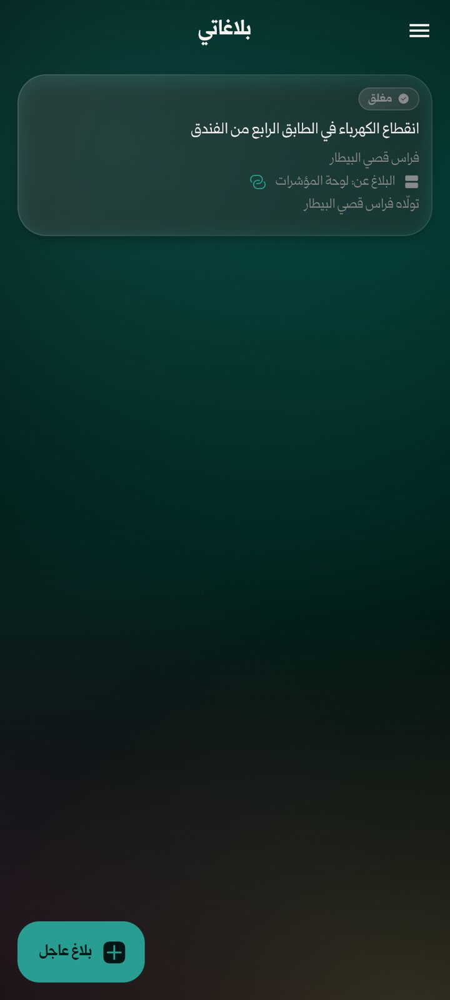 بلاغاتي
مغلق
انقطاع الكهرباء في الطابق الرابع من الفندق
فراس قصي البيطار
البلاغ عن: لوحة المؤشرات
تولّاه فراس قصي البيطار
بلاغ عاجل